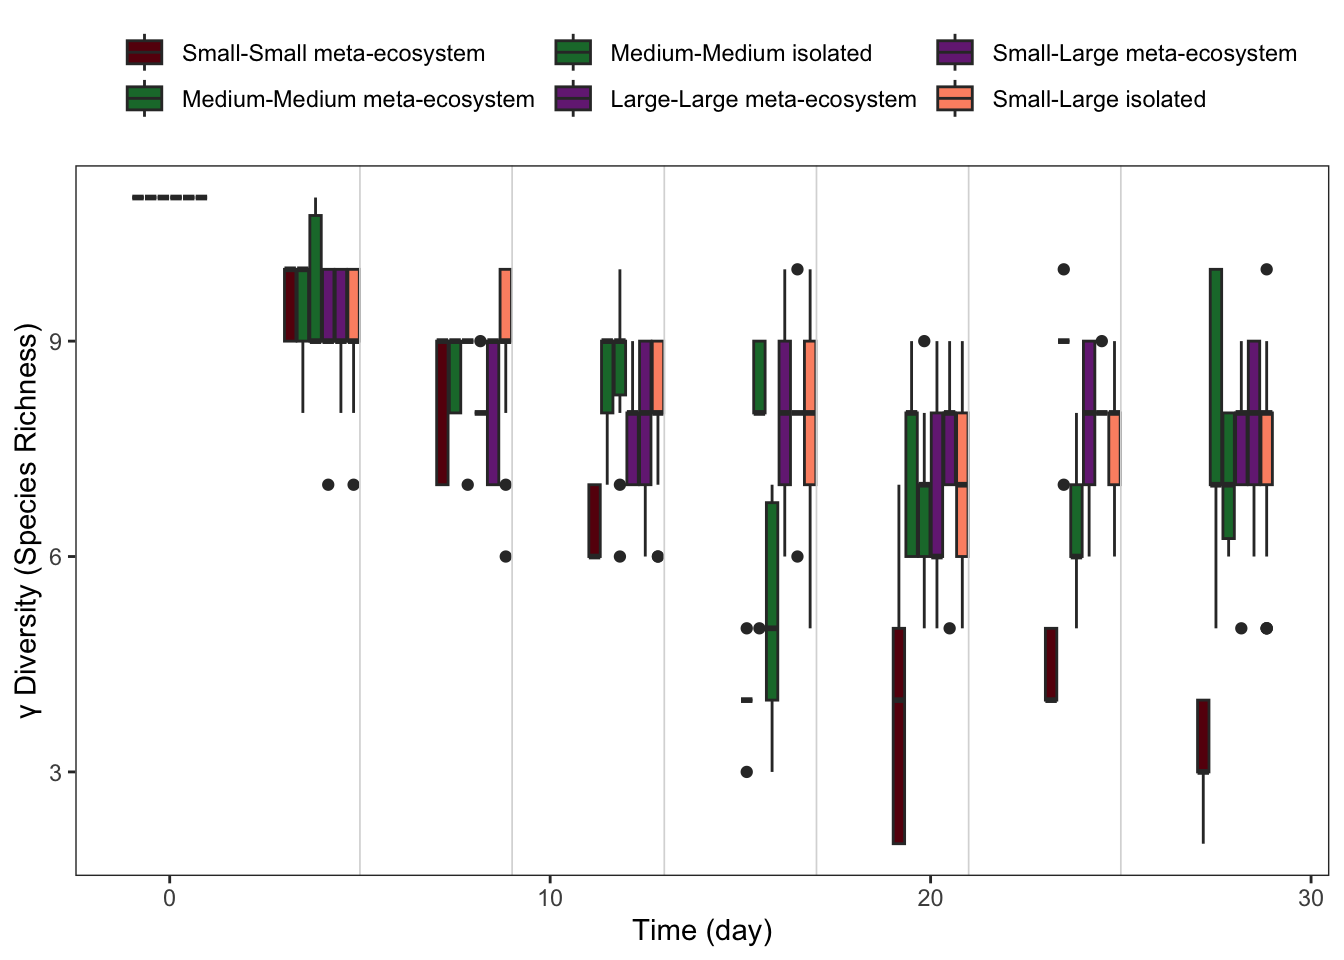 Small-Small meta-ecosystem Medium-Medium isolated Small-Large meta-ecosystem
Medium-Medium meta-ecosystem Large-Large meta-ecosystem Small-Large isolated
γ Diversity (Species Richness)
9
6
3
0 10 20 30
Time (day)